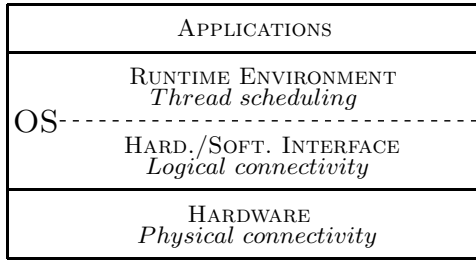 APPLICATIONS
RUNTIME ENVIRONMENT
Thread scheduling
OS
HARD./SOFT. INTERFACE
Logical connectivity
HARDWARE
Physical connectivity